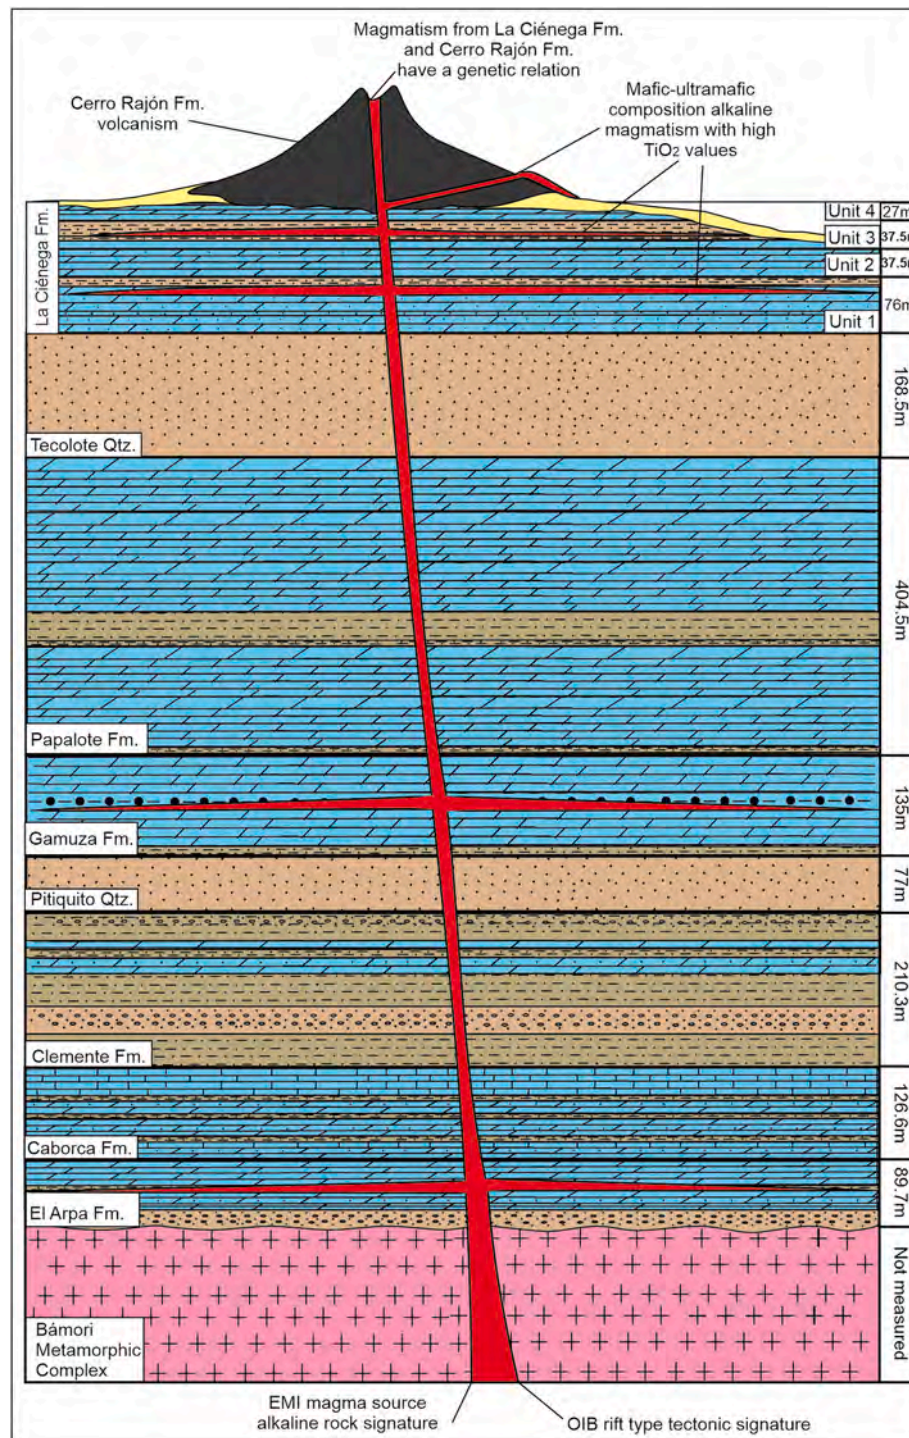 Magmatism from La Ciénega Fm.
and Cerro Rajón Fm.
have a genetic relation
Cerro Rajón Fm.
volcanism
Mafic-ultramafic
composition alkaline
magmatism with high
TiO2 values
La Ciénega Fm.
Unit 4
27m
Unit 3
37.5m
Unit 2
37.5m
76m
Unit 1
168.5m
Tecolote Qtz.
404.5m
Papalote Fm.
135m
Gamuza Fm.
77m
Pitiquito Qtz.
210.3m
Clemente Fm.
126.6m
Caborca Fm.
89.7m
El Arpa Fm.
Not measured
Bámori
Metamorphic
Complex
EMI magma source
alkaline rock signature
OIB rift type tectonic signature